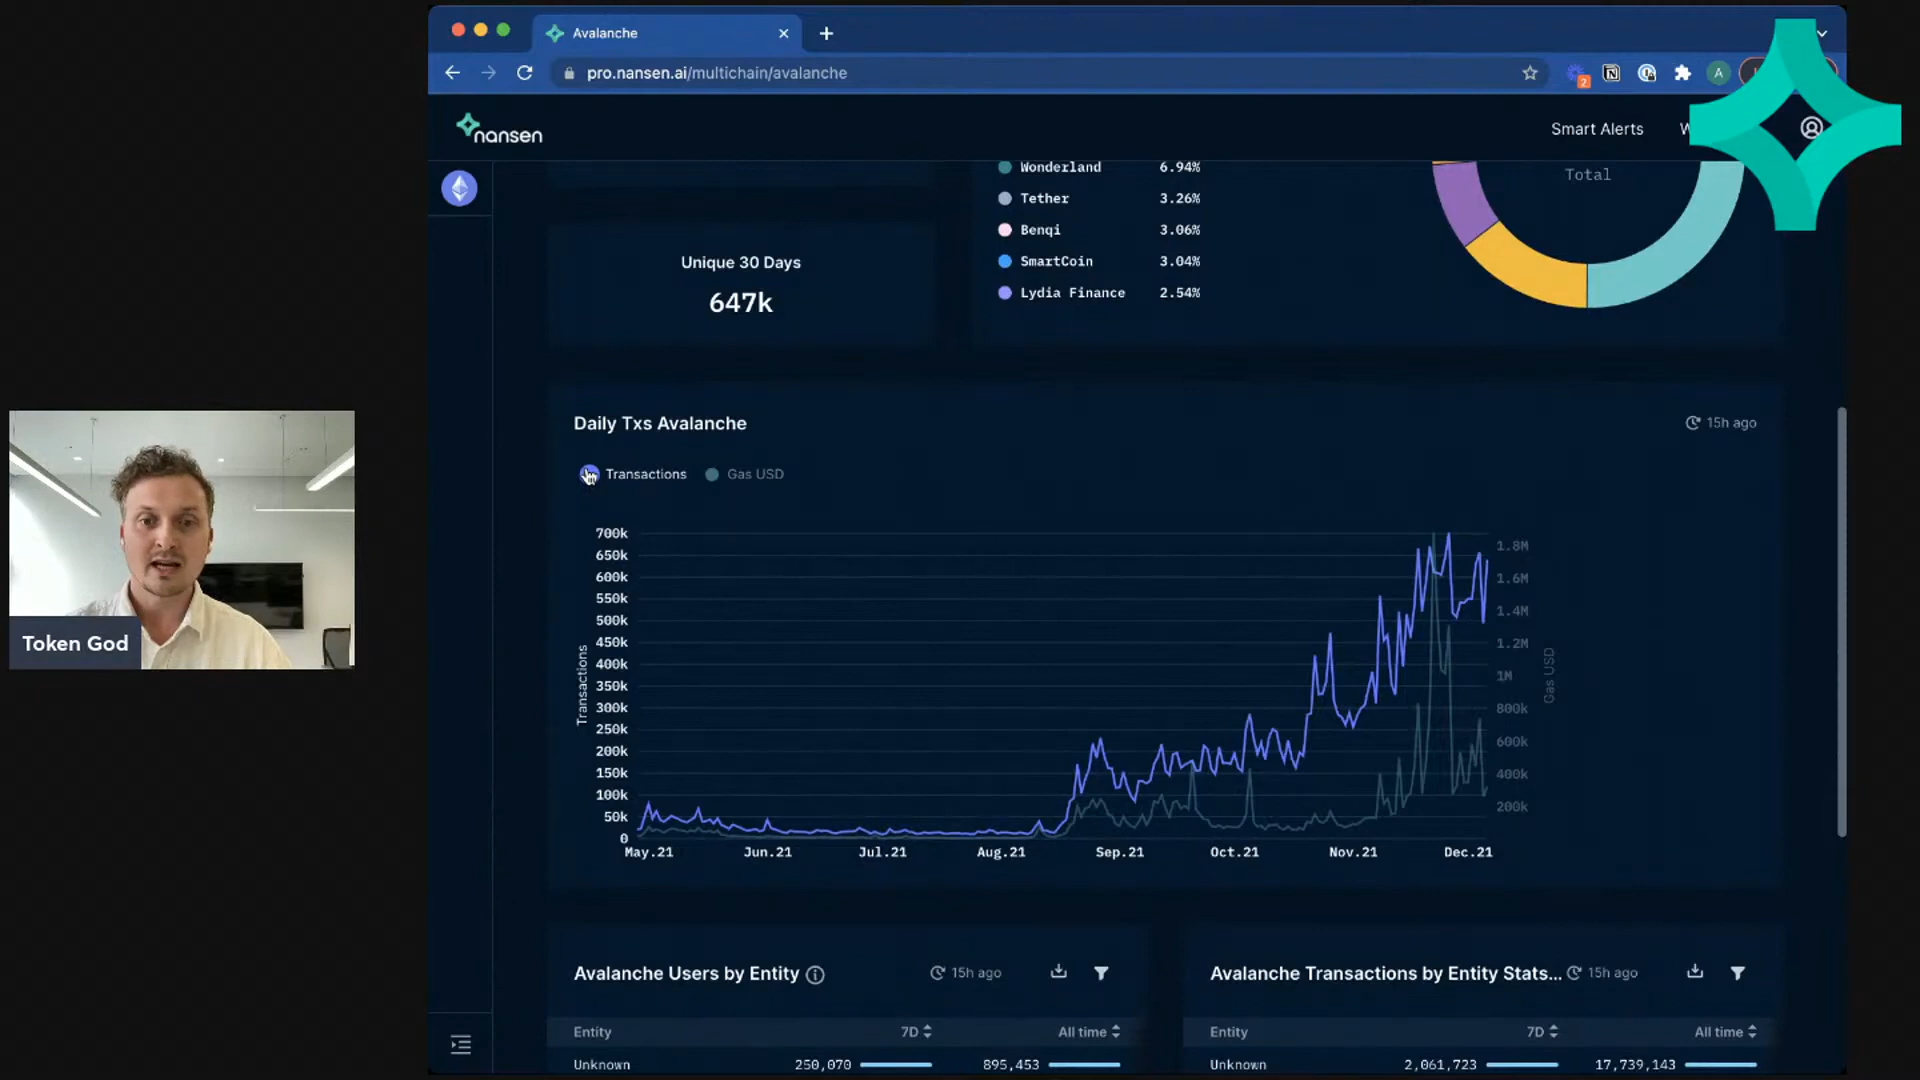 Avalanche
pro.nansen.ai/multichain/avalanche
2
A
nansen
Smart Alerts
Wonderland 6.94%
Tether 3.26%
Benqi 3.06%
SmartCoin 3.04%
Lydia Finance 2.54%
Total
Unique 30 Days
647k
Daily Txs Avalanche
15h ago
Transactions Gas USD
700k
650k
600k
550k
500k
450k
400k
350k
300k
250k
200k
150k
100k
50k
0
Transactions
1.8M
1.6M
1.4M
1.2M
1M
800k
600k
400k
200k
Gas USD
May.21 Jun.21 Jul.21 Aug.21 Sep.21 Oct.21 Nov.21 Dec.21
Token God
Avalanche Users by Entity 15h ago
Entity 7D All time
Unknown 250,070 895,453
Avalanche Transactions by Entity Stats... 15h ago
Entity 7D All time
Unknown 2,061,723 17,739,143